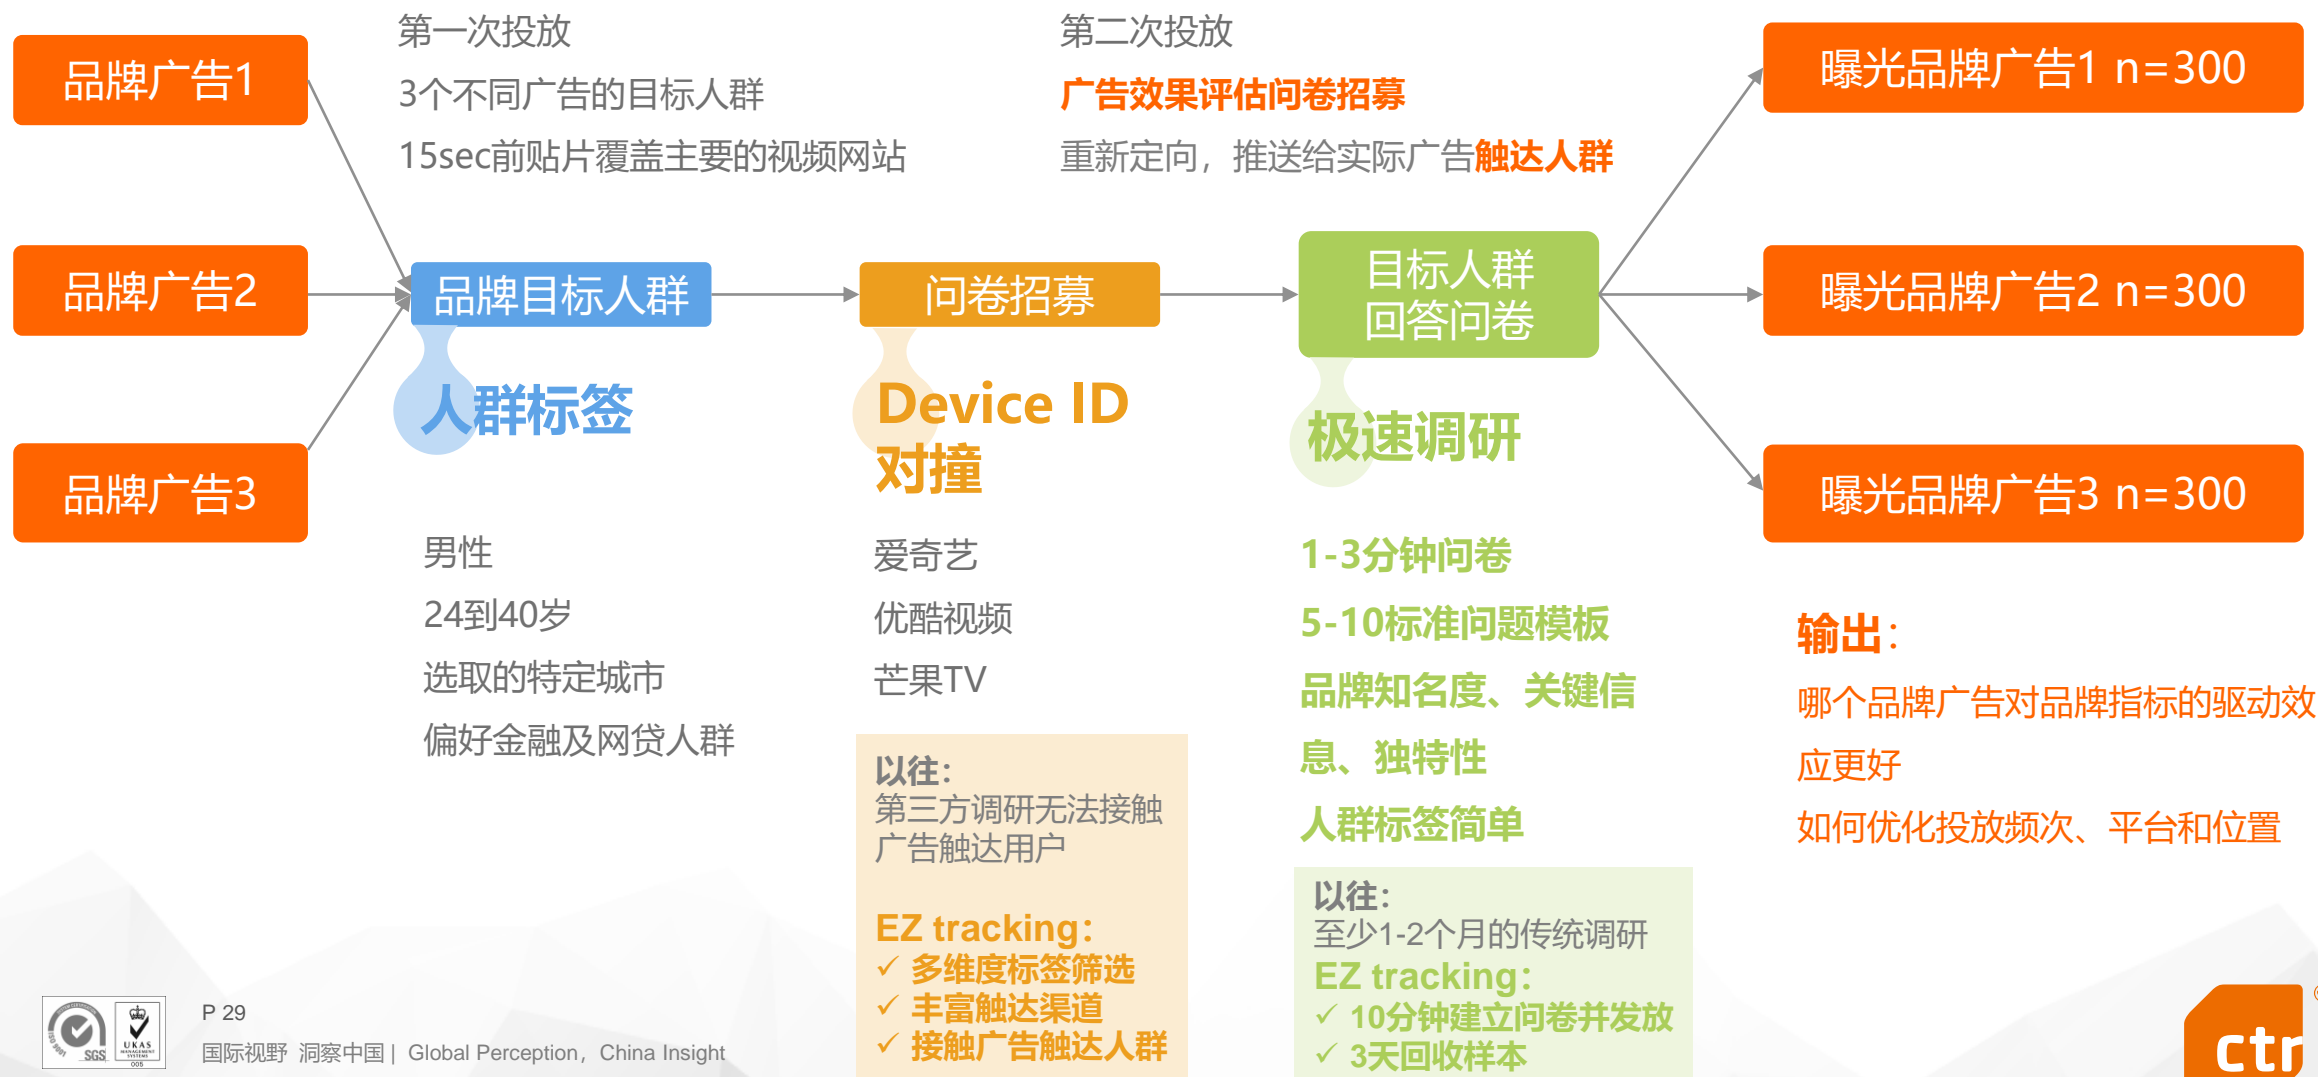 品牌广告1
品牌广告2
品牌广告3
第一次投放
3个不同广告的目标人群
15sec前贴片覆盖主要的视频网站
品牌目标人群
人群标签
男性
24到40岁
选取的特定城市
偏好金融及网贷人群
第二次投放
广告效果评估问卷招募
重新定向，推送给实际广告触达人群
问卷招募
Device ID
对撞
爱奇艺
优酷视频
芒果TV
以往：
第三方调研无法接触
广告触达用户
EZ tracking：
✓ 多维度标签筛选
✓ 丰富触达渠道
✓ 接触广告触达人群
目标人群
回答问卷
极速调研
1-3分钟问卷
5-10标准问题模板
品牌知名度、关键信
息、独特性
人群标签简单
以往：
至少1-2个月的传统调研
EZ tracking：
✓ 10分钟建立问卷并发放
✓ 3天回收样本
曝光品牌广告1 n=300
曝光品牌广告2 n=300
曝光品牌广告3 n=300
输出：
哪个品牌广告对品牌指标的驱动效
应更好
如何优化投放频次、平台和位置
SGS
UKAS
MANAGEMENT
SYSTEMS
005
P 29
国际视野 洞察中国 | Global Perception，China Insight
ctr